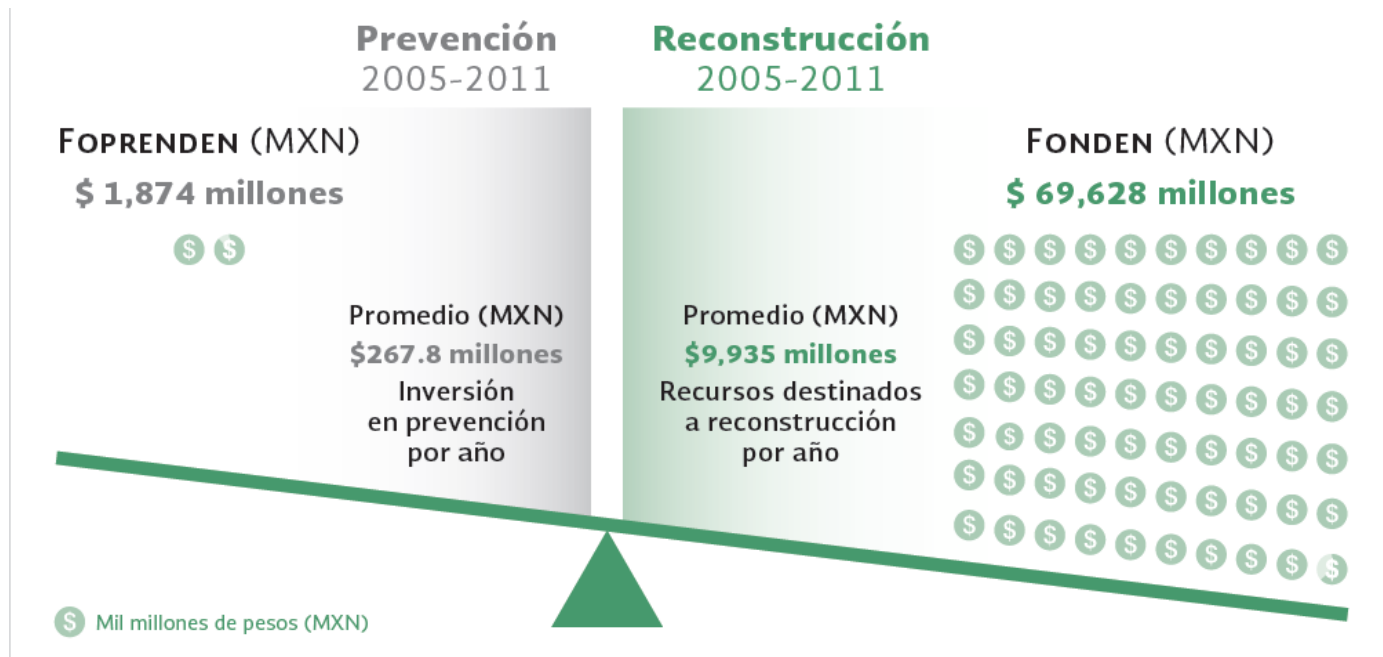 Prevención
2005-2011
FOPRENDEN (MXN)
$ 1,874 millones
$ $
Promedio (MXN)
$267.8 millones
Inversión
en prevención
por año
Reconstrucción
2005-2011
FONDEN (MXN)
$ 69,628 millones
$ $ $ $ $ $ $ $ $ $
$ $ $ $ $ $ $ $ $ $
$ $ $ $ $ $ $ $ $ $
$ $ $ $ $ $ $ $ $ $
$ $ $ $ $ $ $ $ $ $
$ $ $ $ $ $ $ $ $ $
$ $ $ $ $ $ $ $ $ $
Promedio (MXN)
$9,935 millones
Recursos destinados
a reconstrucción
por año
$ Mil millones de pesos (MXN)